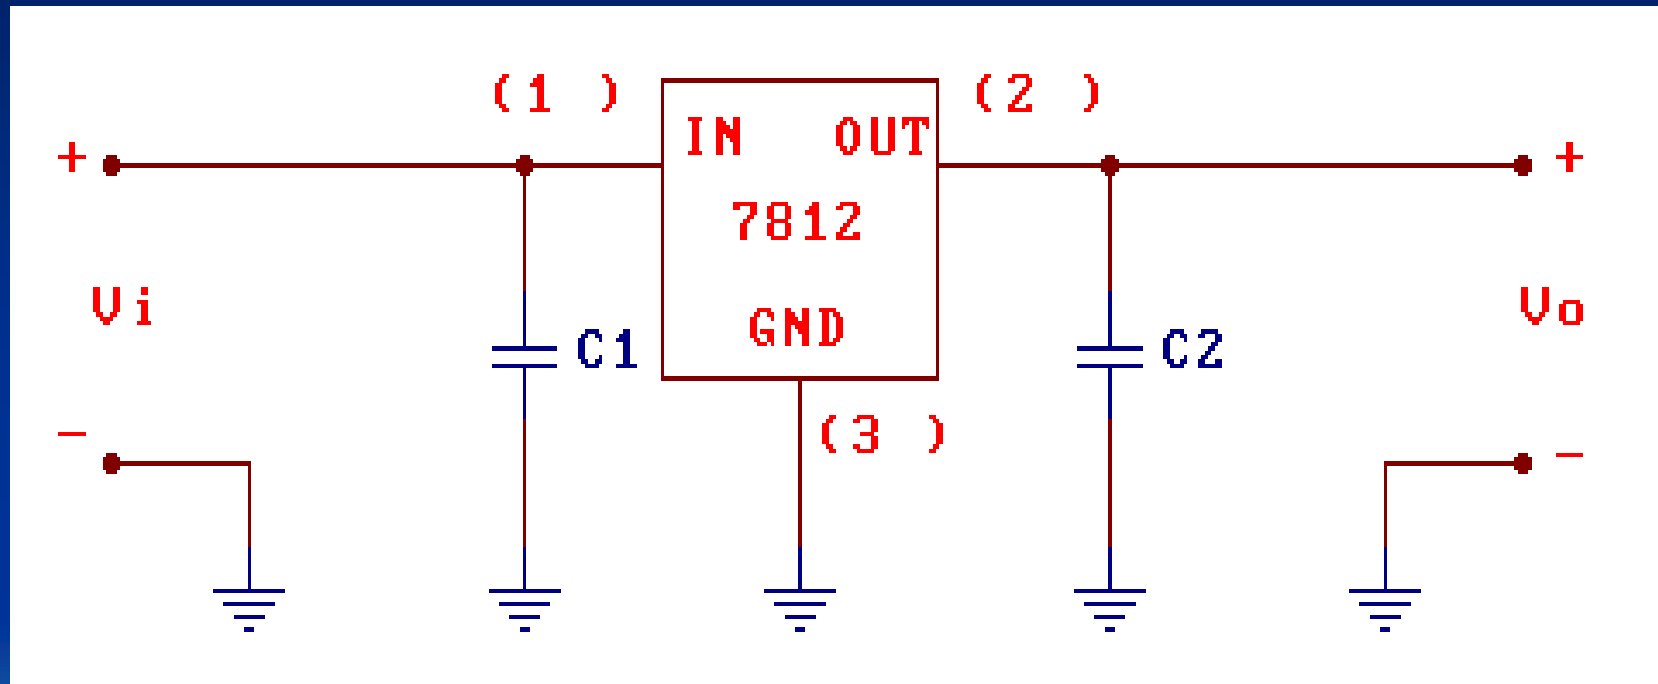 (1 ) (2 )
IN OUT
+ +
7812
Vi Vo
GND
C1 C2
(3 )
- -